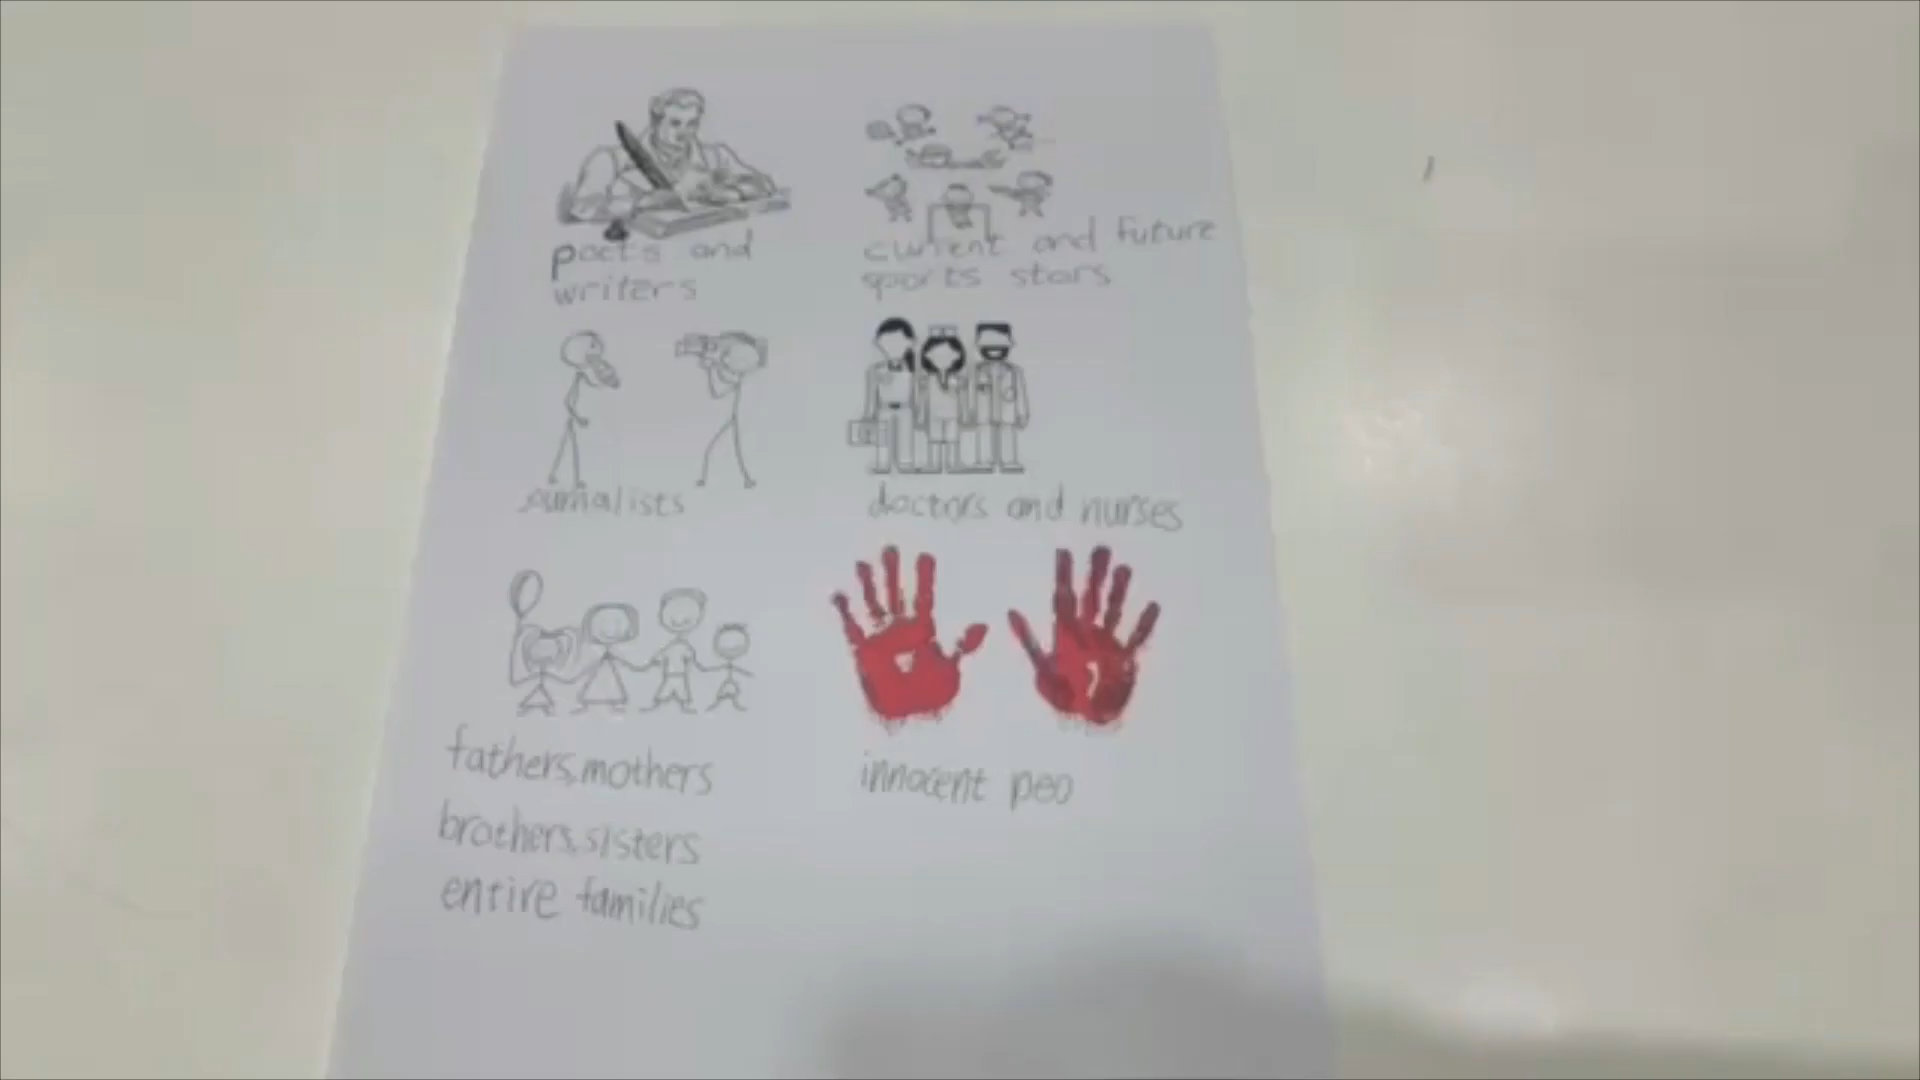 poets and
writers
current and future
sports stars
journalists
doctors and nurses
fathers, mothers
brothers, sisters
entire families
innocent peo